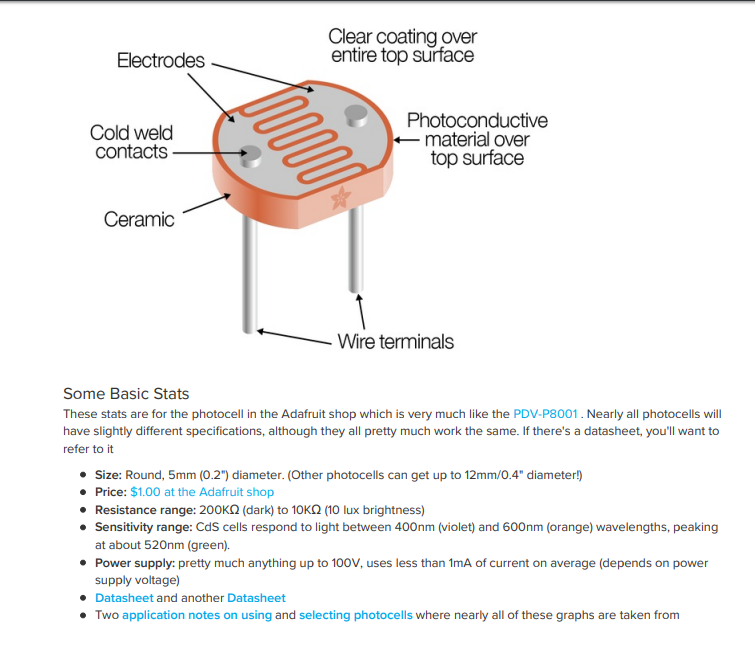 Clear coating over
entire top surface
Electrodes
Cold weld
contacts
Photoconductive
material over
top surface
Ceramic
Wire terminals
Some Basic Stats
These stats are for the photocell in the Adafruit shop which is very much like the PDV-P8001 . Nearly all photocells will
have slightly different specifications, although they all pretty much work the same. If there's a datasheet, you'll want to
refer to it
• Size: Round, 5mm (0.2") diameter. (Other photocells can get up to 12mm/0.4" diameter!)
• Price: $1.00 at the Adafruit shop
• Resistance range: 200KΩ (dark) to 10KΩ (10 lux brightness)
• Sensitivity range: CdS cells respond to light between 400nm (violet) and 600nm (orange) wavelengths, peaking
at about 520nm (green).
• Power supply: pretty much anything up to 100V, uses less than 1mA of current on average (depends on power
supply voltage)
• Datasheet and another Datasheet
• Two application notes on using and selecting photocells where nearly all of these graphs are taken from